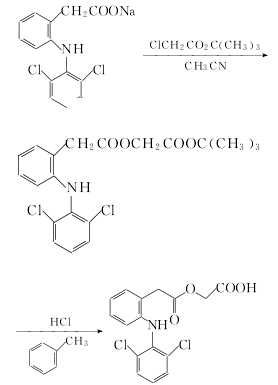 CH2COONa
NH
Cl Cl
ClCH2CO2C(CH3)3
CH3CN
CH2COOCH2COOC(CH3)3
NH
Cl Cl
HCl
CH3
O COOH
O
NH
Cl Cl